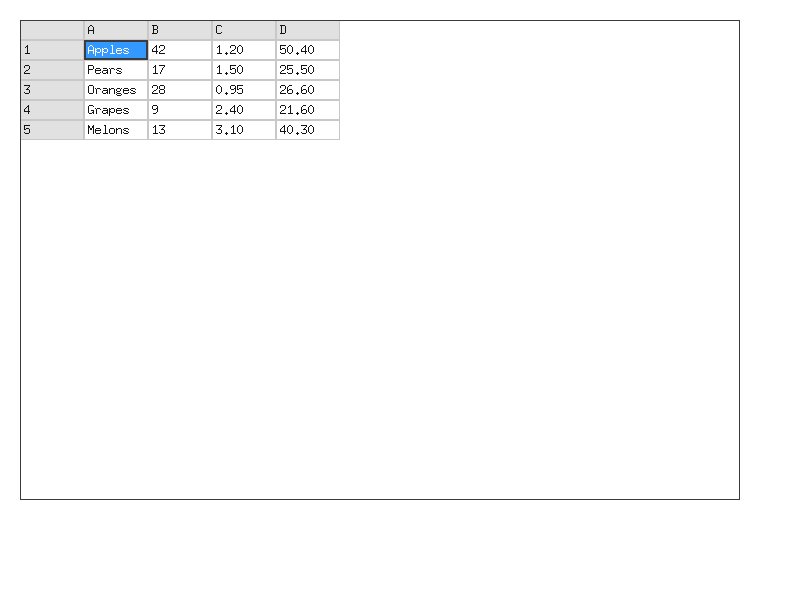 A B C D
1 Apples 42 1.20 50.40
2 Pears 17 1.50 25.50
3 Oranges 28 0.95 26.60
4 Grapes 9 2.40 21.60
5 Melons 13 3.10 40.30